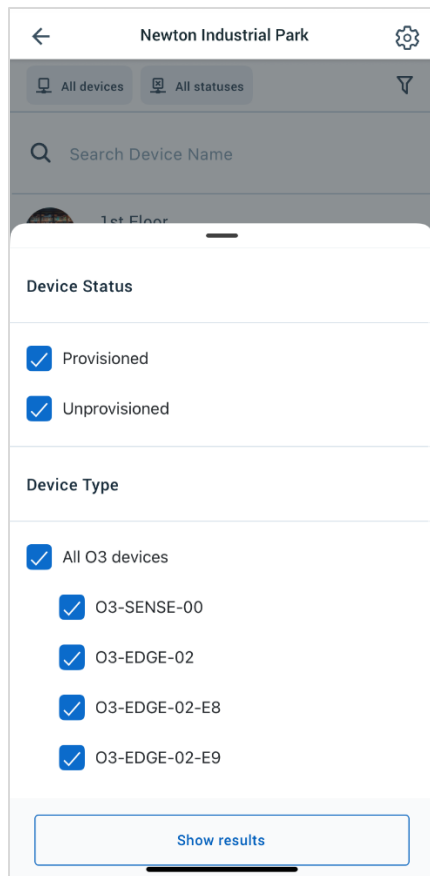 Newton Industrial Park
All devices All statuses
Search Device Name
1st Floor
Device Status
Provisioned
Unprovisioned
Device Type
All O3 devices
O3-SENSE-00
O3-EDGE-02
O3-EDGE-02-E8
O3-EDGE-02-E9
Show results